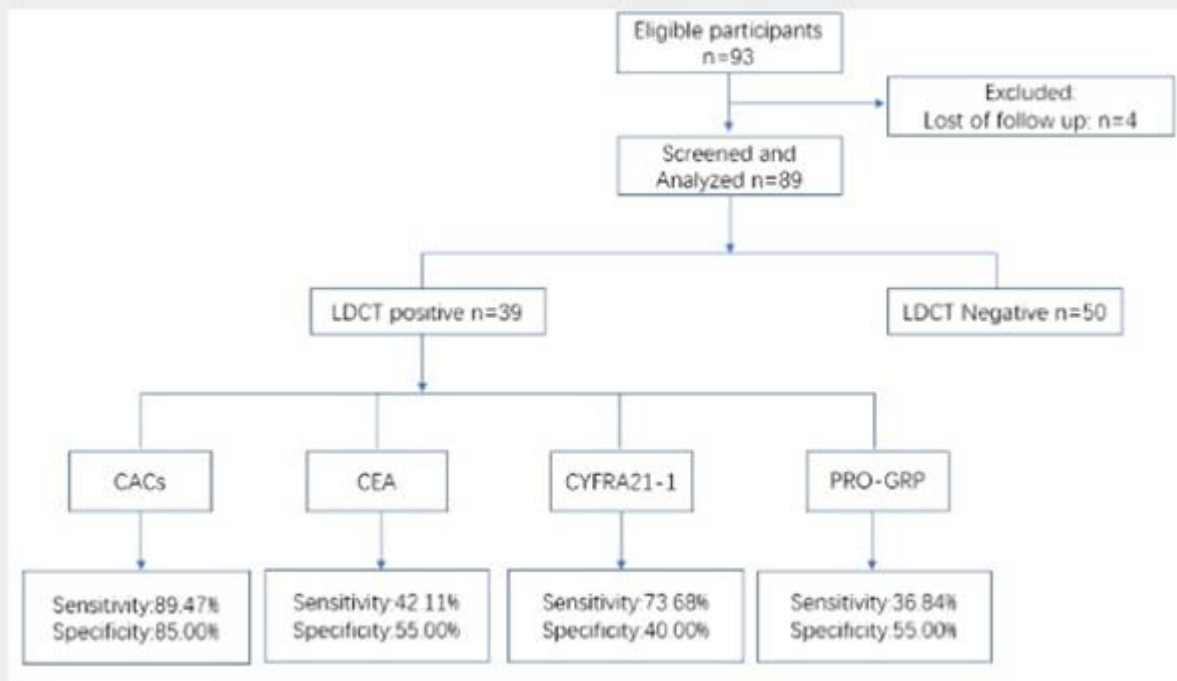 Eligible participants
n=93
Excluded:
Lost of follow up: n=4
Screened and
Analyzed n=89
LDCT positive n=39
LDCT Negative n=50
CACs
CEA
CYFRA21-1
PRO-GRP
Sensitivity:89.47%
Specificity:85.00%
Sensitivity:42.11%
Specificity:55.00%
Sensitivity:73.68%
Specificity:40.00%
Sensitivity:36.84%
Specificity:55.00%